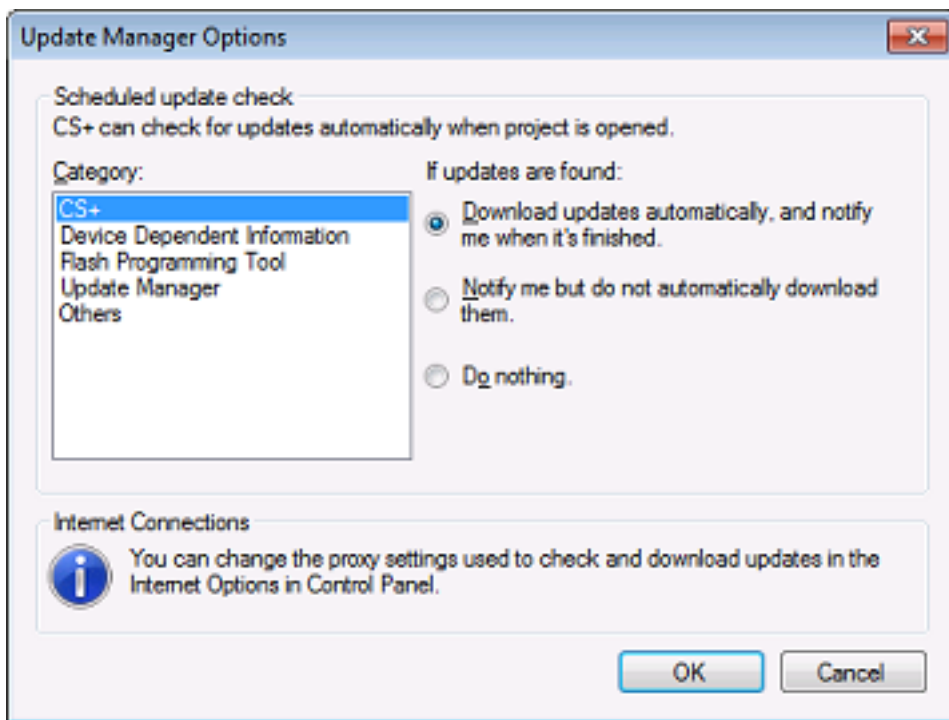 Update Manager Options
Scheduled update check
CS+ can check for updates automatically when project is opened.
Category:
CS+
Device Dependent Information
Flash Programming Tool
Update Manager
Others
If updates are found:
Download updates automatically, and notify
me when it's finished.
Notify me but do not automatically download
them.
Do nothing.
Internet Connections
You can change the proxy settings used to check and download updates in the
Internet Options in Control Panel.
OK
Cancel